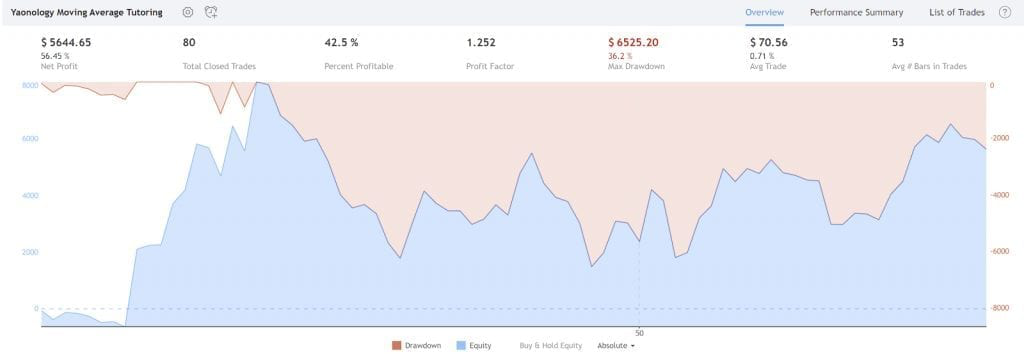 Yaonology Moving Average Tutoring
Overview Performance Summary List of Trades ?
$ 5644.65 80 42.5 % 1.252 $ 6525.20 $ 70.56 53
56.45 % 36.2 % 0.71 %
Net Profit Total Closed Trades Percent Profitable Profit Factor Max Drawdown Avg Trade Avg # Bars in Trades
8000 -0
6000 -2000
4000 -4000
2000 -6000
0 -8000
50
Drawdown Equity Buy & Hold Equity Absolute